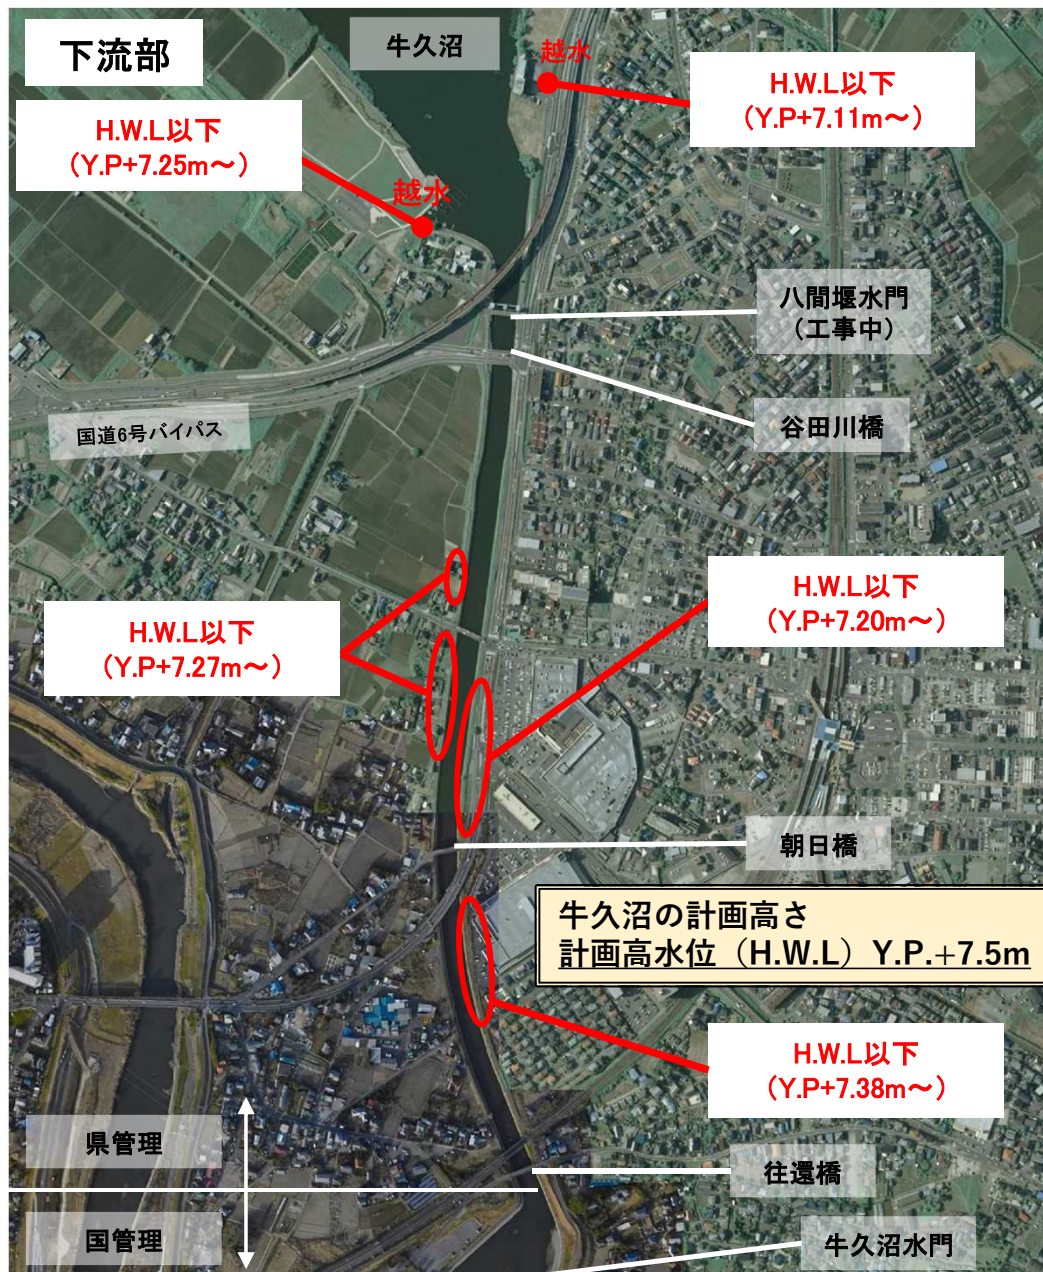 下流部
牛久沼
越水
H.W.L以下
(Y.P+7.11m～)
H.W.L以下
(Y.P+7.25m～)
越水
八間堰水門
(工事中)
谷田川橋
国道6号バイパス
H.W.L以下
(Y.P+7.20m～)
H.W.L以下
(Y.P+7.27m～)
朝日橋
牛久沼の計画高さ
計画高水位（H.W.L）Y.P.+7.5m
H.W.L以下
(Y.P+7.38m～)
県管理
往還橋
国管理
牛久沼水門